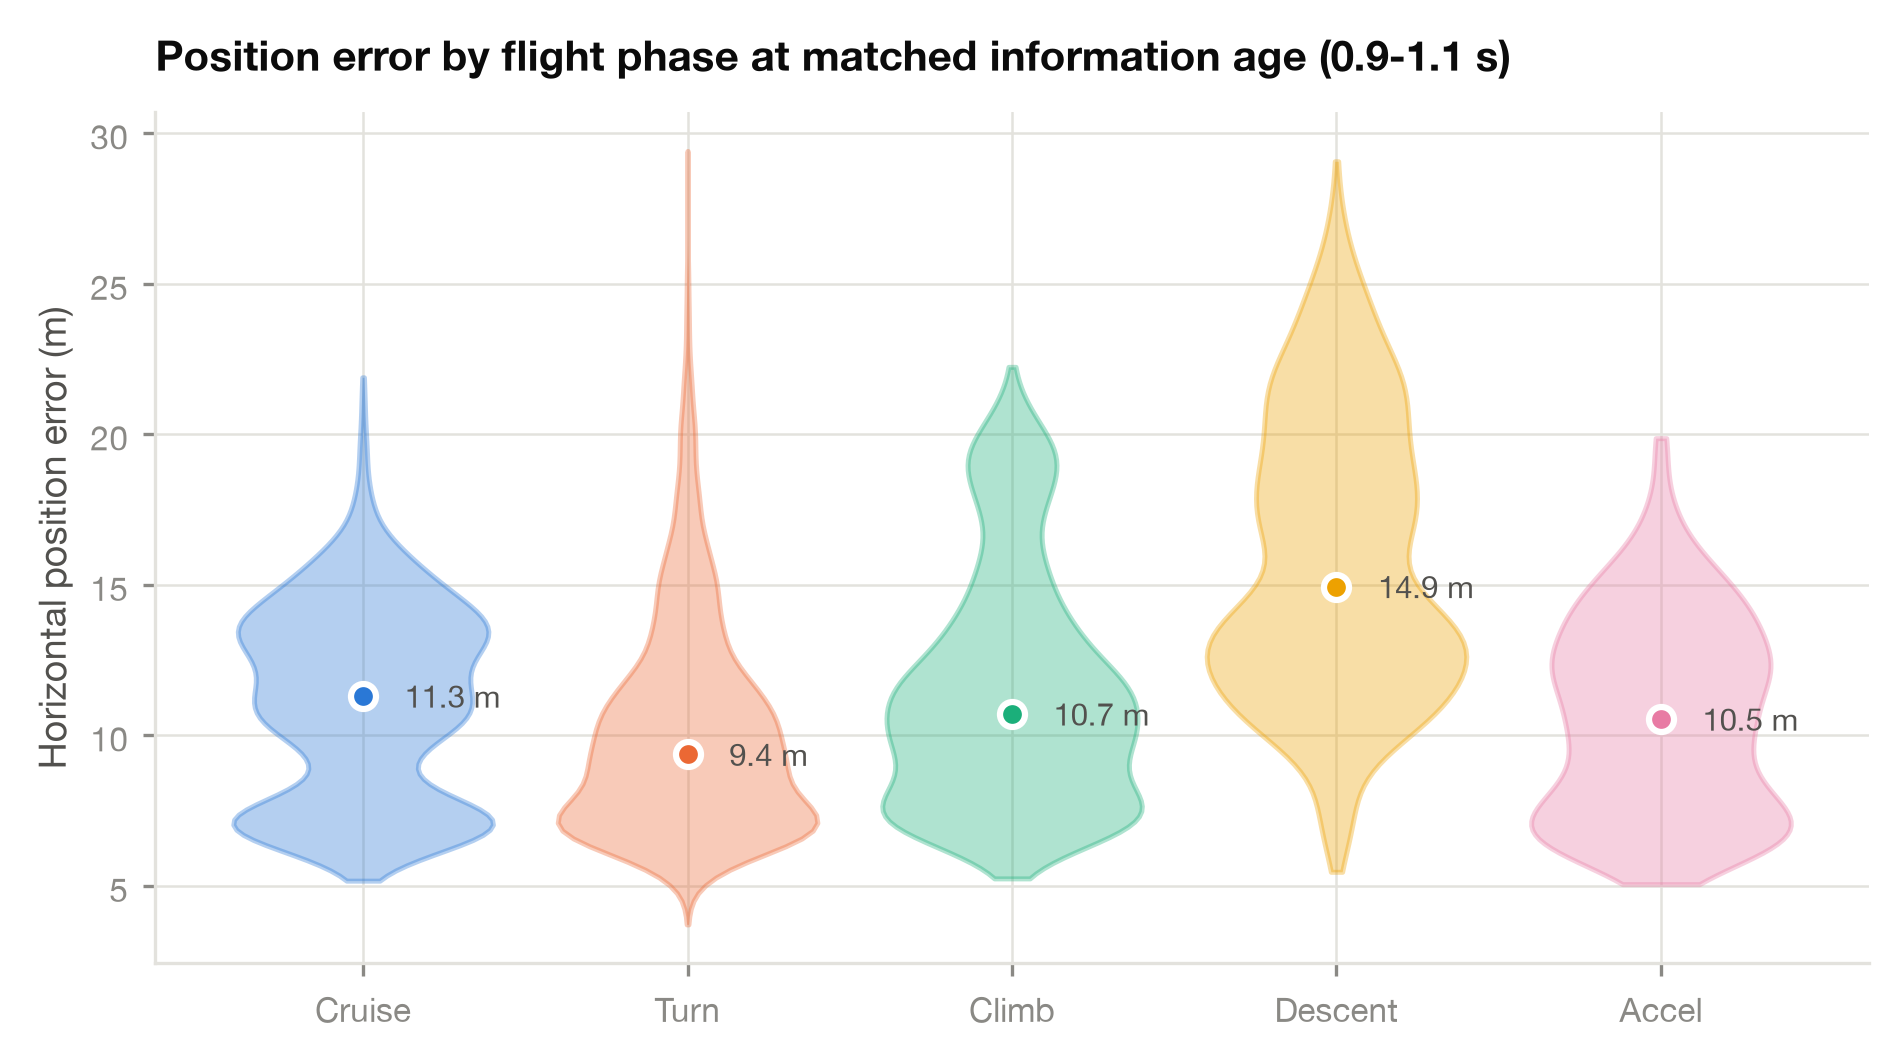 Position error by flight phase at matched information age (0.9-1.1 s)
Horizontal position error (m)
30
25
20
15
10
5
11.3 m
9.4 m
10.7 m
14.9 m
10.5 m
Cruise
Turn
Climb
Descent
Accel